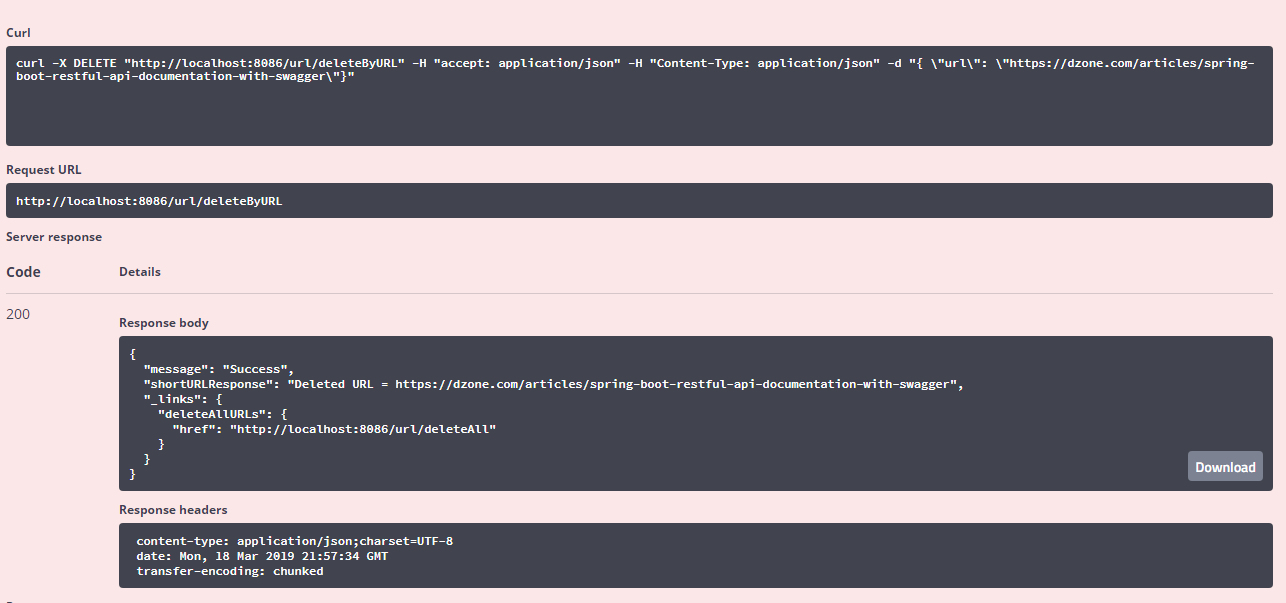 Curl
curl -X DELETE "http://localhost:8086/url/deleteByURL" -H "accept: application/json" -H "Content-Type: application/json" -d "{ \"url\": \"https://dzone.com/articles/spring-
boot-restful-api-documentation-with-swagger\"}"
Request URL
http://localhost:8086/url/deleteByURL
Server response
Code Details
200
Response body
{
  "message": "Success",
  "shortURLResponse": "Deleted URL = https://dzone.com/articles/spring-boot-restful-api-documentation-with-swagger",
  "_links": {
    "deleteAllURLs": {
      "href": "http://localhost:8086/url/deleteAll"
    }
  }
}
Download
Response headers
content-type: application/json;charset=UTF-8
date: Mon, 18 Mar 2019 21:57:34 GMT
transfer-encoding: chunked